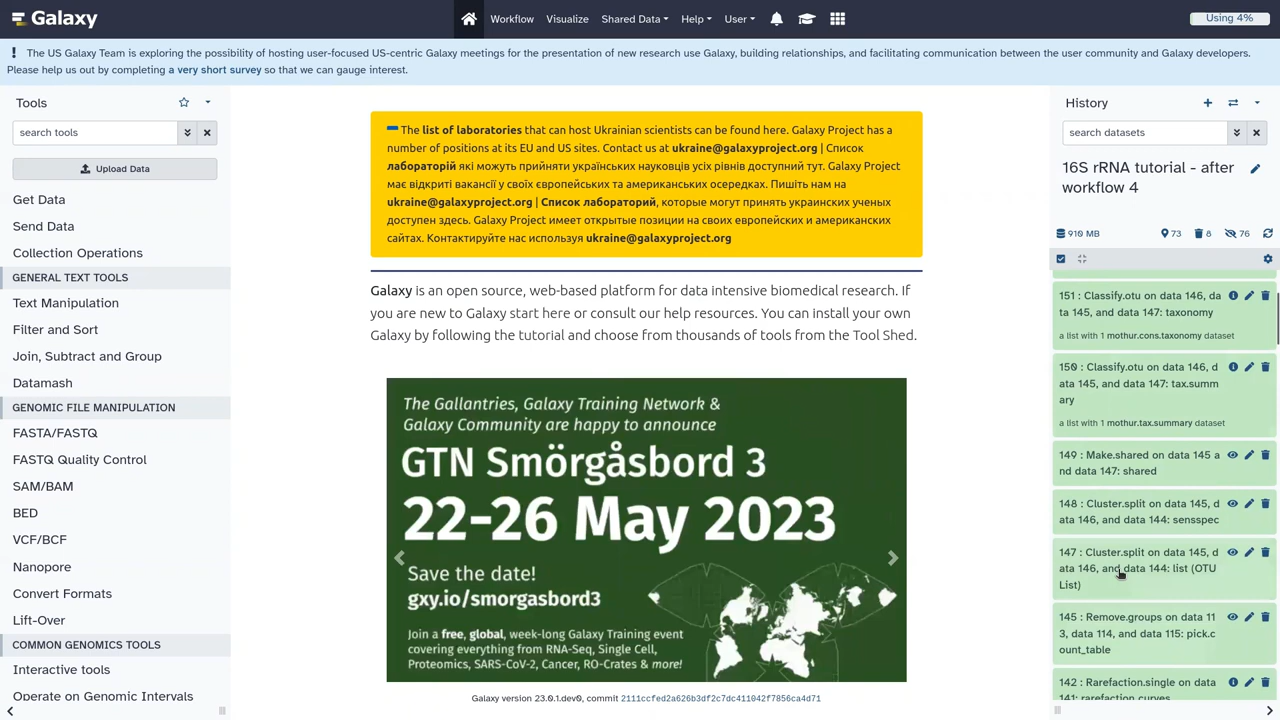 Galaxy
Workflow
Visualize
Shared Data
Help
User
Using 4%
The US Galaxy Team is exploring the possibility of hosting user-focused US-centric Galaxy meetings for the presentation of new research use Galaxy, building relationships, and facilitating communication between the user community and Galaxy developers.
Please help us out by completing a very short survey so that we can gauge interest.
Tools
search tools
Upload Data
Get Data
Send Data
Collection Operations
GENERAL TEXT TOOLS
Text Manipulation
Filter and Sort
Join, Subtract and Group
Datamash
GENOMIC FILE MANIPULATION
FASTA/FASTQ
FASTQ Quality Control
SAM/BAM
BED
VCF/BCF
Nanopore
Convert Formats
Lift-Over
COMMON GENOMICS TOOLS
Interactive tools
Operate on Genomic Intervals
The list of laboratories that can host Ukrainian scientists can be found here. Galaxy Project has a
number of positions at its EU and US sites. Contact us at ukraine@galaxyproject.org | Список
лабораторій які можуть прийняти українських науковців усіх рівнів доступний тут. Galaxy Project
має відкриті вакансії у своїх європейських та американських осередках. Пишіть нам на
ukraine@galaxyproject.org | Список лабораторий, которые могут принять украинских ученых
доступен здесь. Galaxy Project имеет открытые позиции на своих европейских и американских
сайтах. Контактируйте нас используя ukraine@galaxyproject.org
Galaxy is an open source, web-based platform for data intensive biomedical research. If
you are new to Galaxy start here or consult our help resources. You can install your own
Galaxy by following the tutorial and choose from thousands of tools from the Tool Shed.
The Gallantries, Galaxy Training Network &
Galaxy Community are happy to announce
GTN Smörgåsbord 3
22-26 May 2023
Save the date!
gxy.io/smorgasbord3
Join a free, global, week-long Galaxy Training event
covering everything from RNA-Seq, Single Cell,
Proteomics, SARS-CoV-2, Cancer, RO-Crates & more!
Galaxy version 23.0.1.dev0, commit 2111ccfed2a626b3df2c7dc411042f7856ca4d71
History
search datasets
16S rRNA tutorial - after
workflow 4
910 MB
73
8
76
151 : Classify.otu on data 146, da
ta 145, and data 147: taxonomy
a list with 1 mothur.cons.taxonomy dataset
150 : Classify.otu on data 146, d
ata 145, and data 147: tax.summ
ary
a list with 1 mothur.tax.summary dataset
149 : Make.shared on data 145 a
nd data 147: shared
148 : Cluster.split on data 145, d
ata 146, and data 144: sensspec
147 : Cluster.split on data 145, d
ata 146, and data 144: list (OTU
List)
145 : Remove.groups on data 11
3, data 114, and data 115: pick.c
ount_table
142 : Rarefaction.single on data
141: rarefaction curves